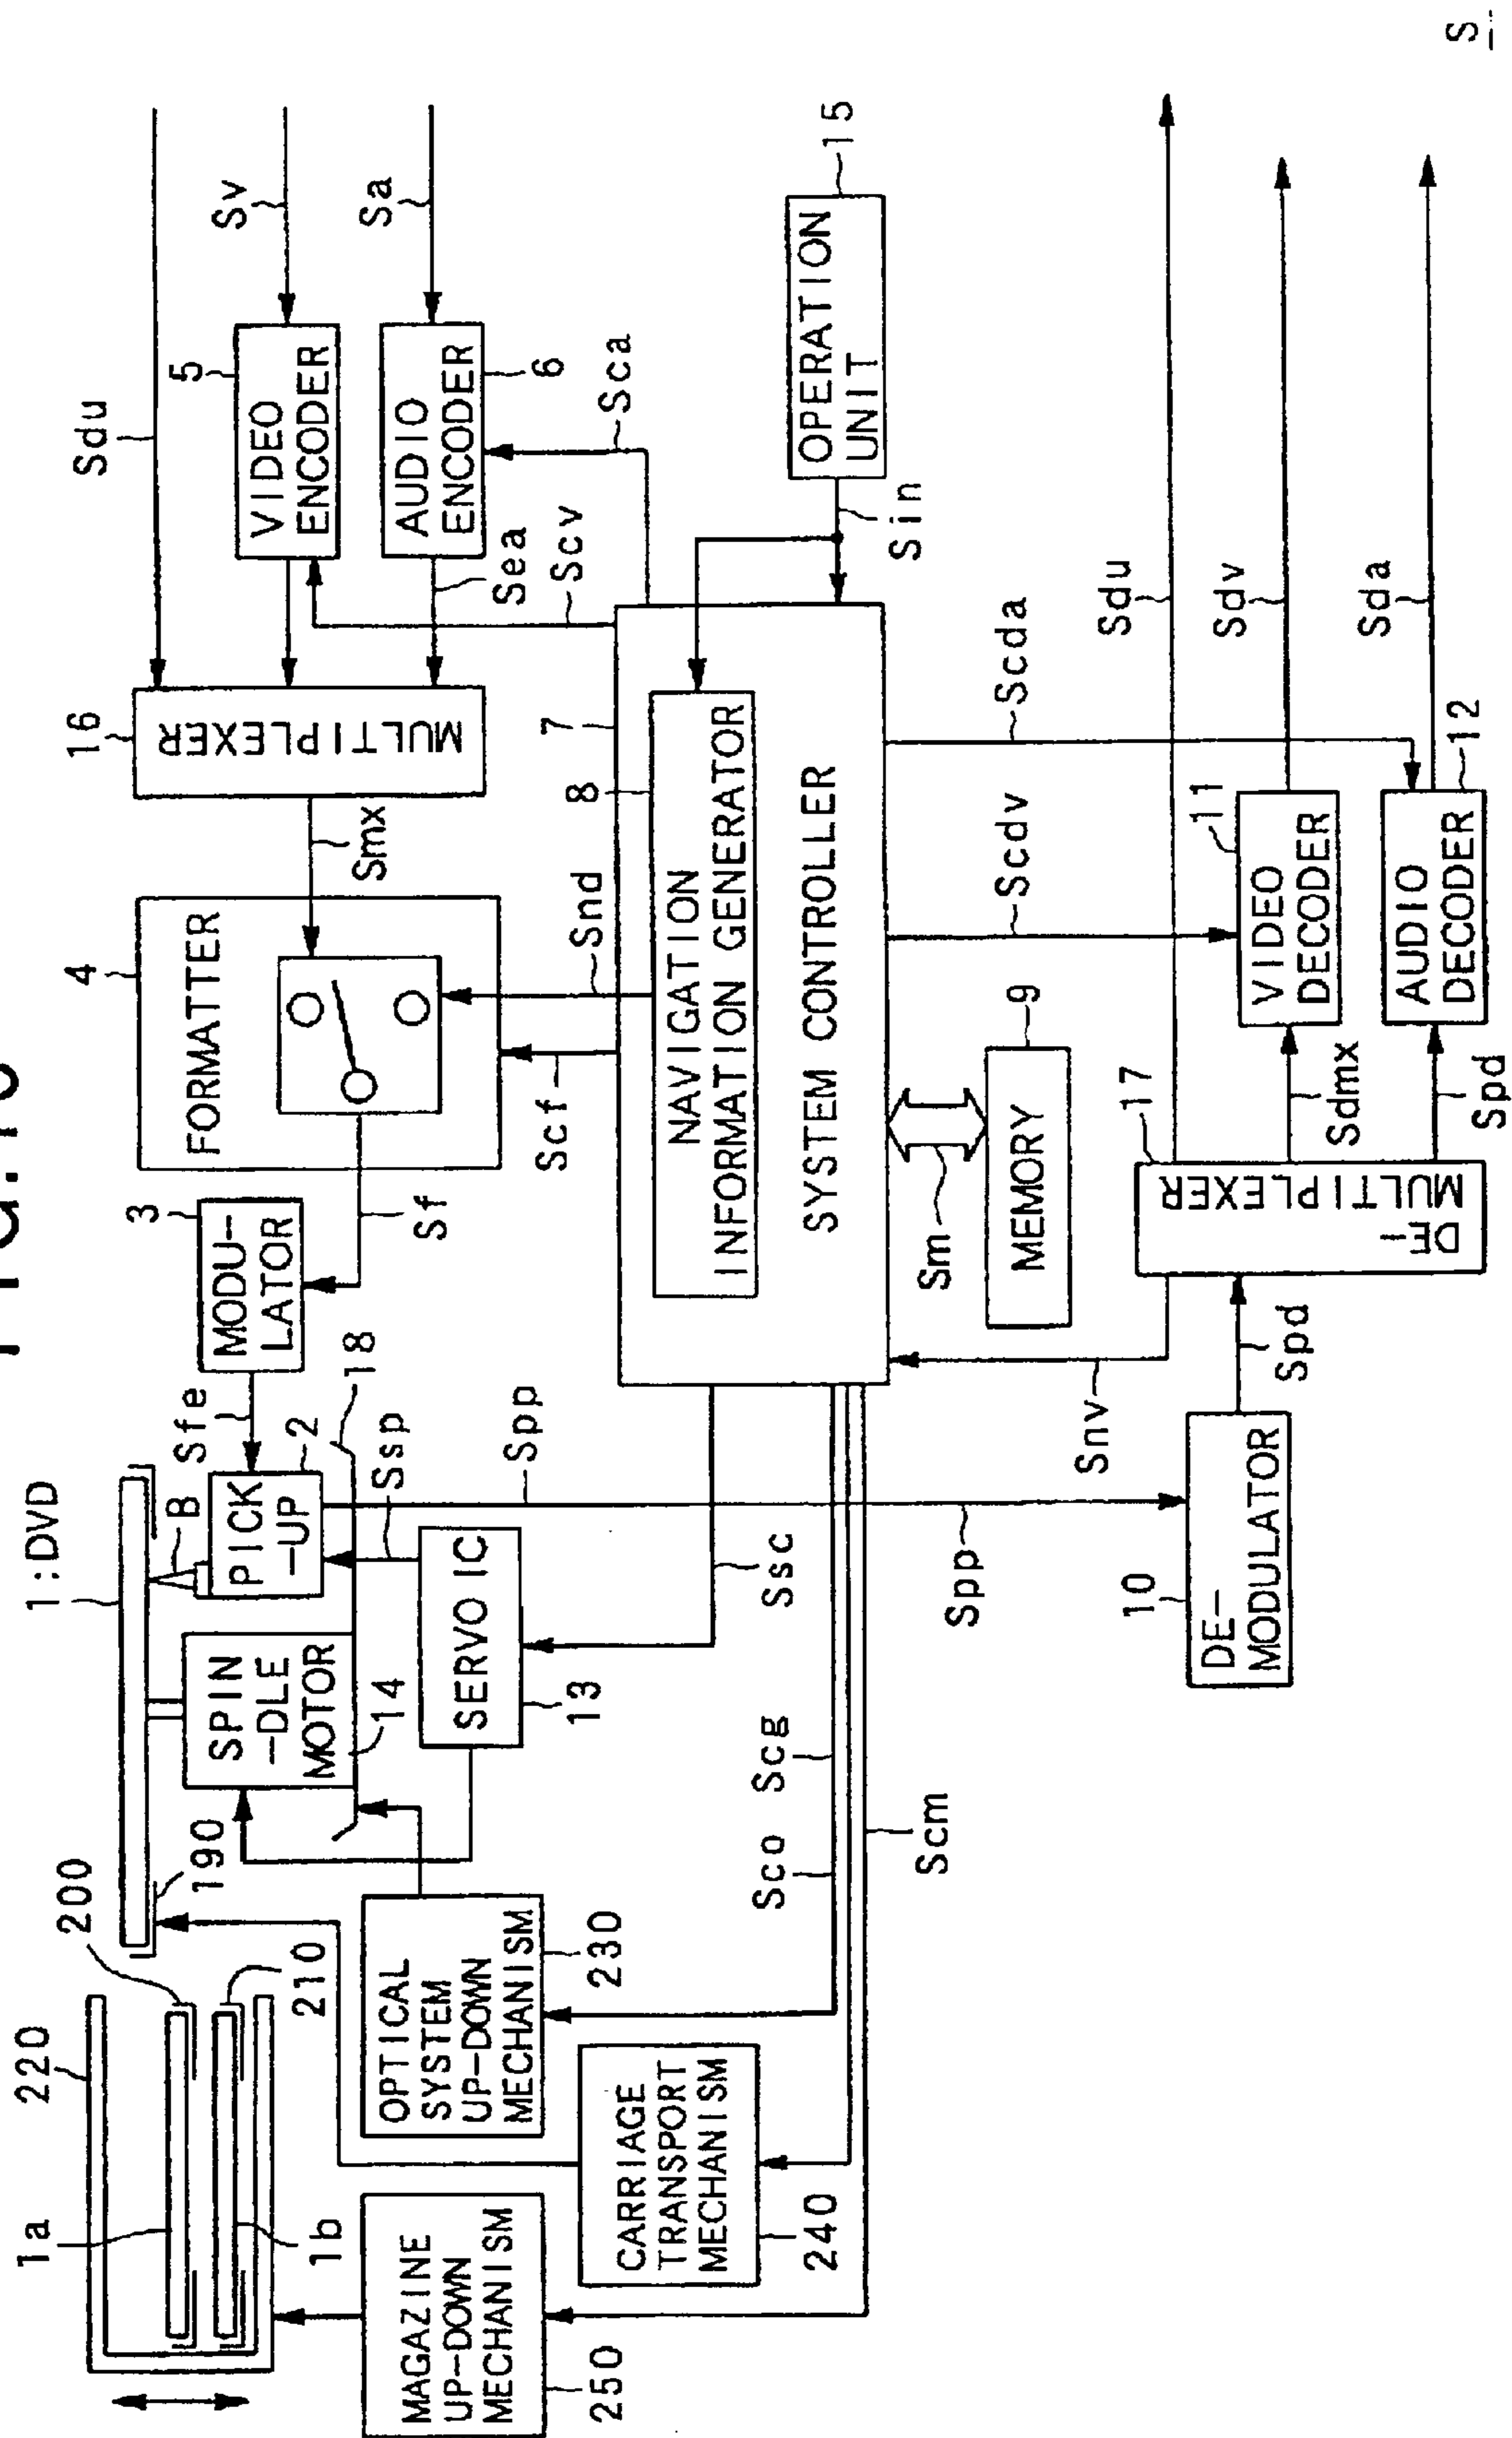 1:DVD
220
1a
1b
200
210
190
SPIN
-DLE
MOTOR
14
B
PICK
-UP
2
Sfe
18
MODU-
LATOR
3
Sf
4
FORMATTER
Smx
16
MULTIPLEXER
Sdu
5
VIDEO
ENCODER
Sv
AUDIO
ENCODER
6
Sa
Sea
Scv
Sca
SERVO IC
13
Ssp
Spp
Ssc
OPTICAL
SYSTEM
UP-DOWN
MECHANISM
230
MAGAZINE
UP-DOWN
MECHANISM
250
CARRIAGE
TRANSPORT
MECHANISM
240
Sco
Scg
Scm
Scf
Snd
7
8
NAVIGATION
INFORMATION GENERATOR
SYSTEM CONTROLLER
OPERATION
UNIT
15
Sin
Sm
MEMORY
9
Scdv
Scda
Spp
10
DE-
MODULATOR
Spd
Snv
17
DE-
MULTIPLEXER
Sdmx
Spd
11
VIDEO
DECODER
AUDIO
DECODER
12
Sdu
Sdv
Sda
S